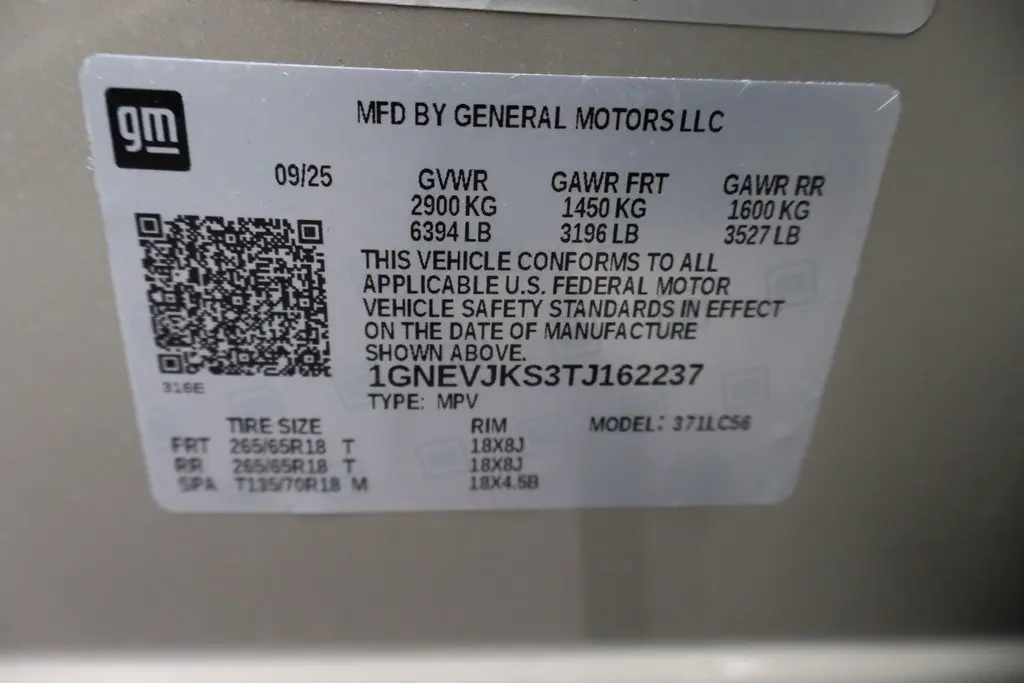 gm
MFD BY GENERAL MOTORS LLC
09/25
GVWR GAWR FRT GAWR RR
2900 KG 1450 KG 1600 KG
6394 LB 3196 LB 3527 LB
THIS VEHICLE CONFORMS TO ALL
APPLICABLE U.S. FEDERAL MOTOR
VEHICLE SAFETY STANDARDS IN EFFECT
ON THE DATE OF MANUFACTURE
SHOWN ABOVE.
1GNEVJKS3TJ162237
316E
TYPE: MPV
TIRE SIZE RIM MODEL: 371LC56
FRT 265/65R18 T 18X8J
RR 265/65R18 T 18X8J
SPA T135/70R18 M 18X4.5B